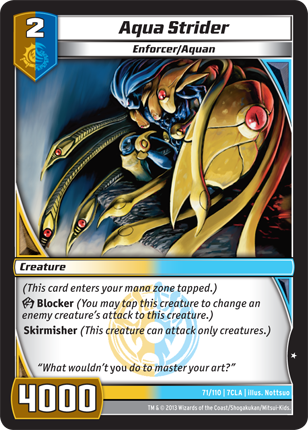 2
Aqua Strider
Enforcer/Aquan
Creature
(This card enters your mana zone tapped.)
Blocker (You may tap this creature to change an
enemy creature's attack to this creature.)
Skirmisher (This creature can attack only creatures.)
"What wouldn't you do to master your art?"
4000
71/110 | 7CLA | Illus. Nottsuo
TM & © 2013 Wizards of the Coast/Shogakukan/Mitsui-Kids.